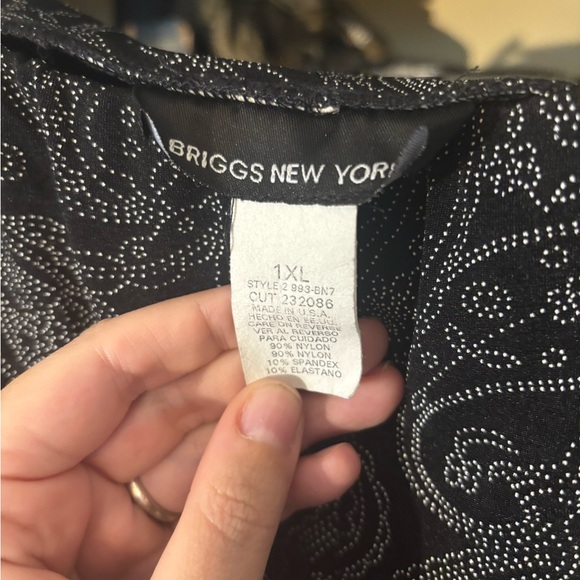 BRIGGS NEW YORK
1XL
STYLE 2 993-BN7
CUT 232086
MADE IN U.S.A.
HECHO EN EE.UU.
CARE ON REVERSE
VER AL REVERSO
PARA CUIDADO
90% NYLON
90% NYLON
10% SPANDEX
10% ELASTANO